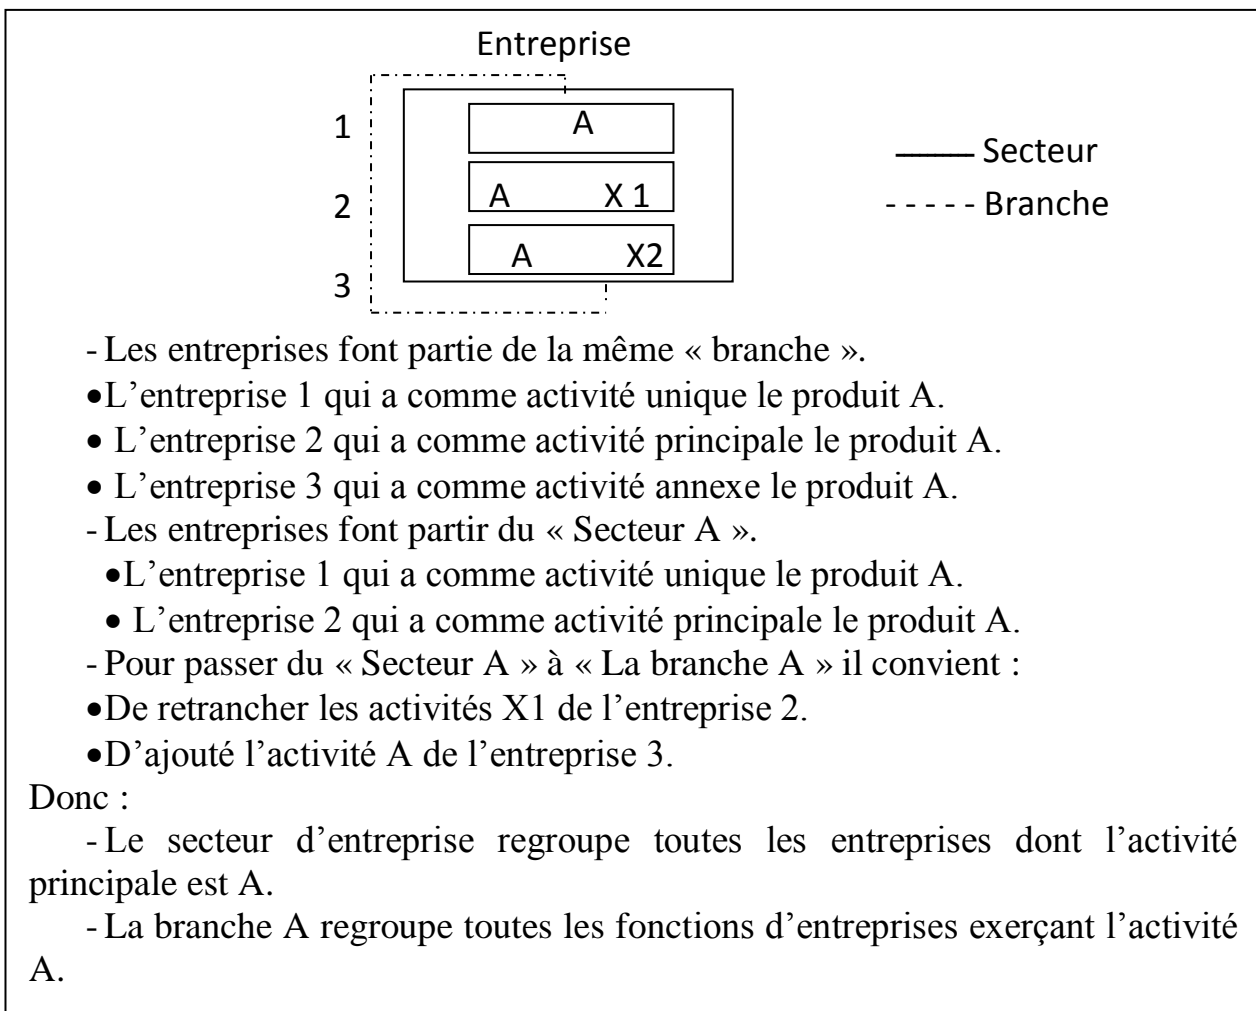 Entreprise
1
A
2
A X 1
3
A X2
Secteur
- - - - - Branche
- Les entreprises font partie de la même « branche ».
•L’entreprise 1 qui a comme activité unique le produit A.
• L’entreprise 2 qui a comme activité principale le produit A.
• L’entreprise 3 qui a comme activité annexe le produit A.
- Les entreprises font partir du « Secteur A ».
•L’entreprise 1 qui a comme activité unique le produit A.
• L’entreprise 2 qui a comme activité principale le produit A.
- Pour passer du « Secteur A » à « La branche A » il convient :
•De retrancher les activités X1 de l’entreprise 2.
•D’ajouté l’activité A de l’entreprise 3.
Donc :
- Le secteur d’entreprise regroupe toutes les entreprises dont l’activité
principale est A.
- La branche A regroupe toutes les fonctions d’entreprises exerçant l’activité
A.